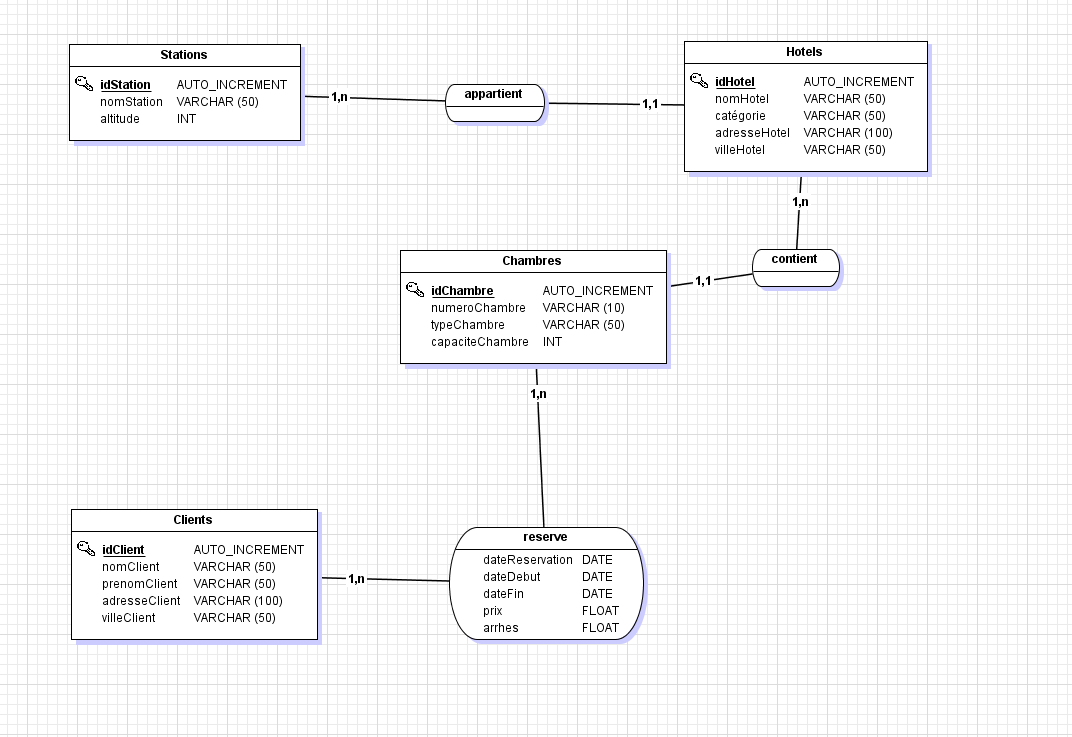 Stations
idStation AUTO_INCREMENT
nomStation VARCHAR (50)
altitude INT
1,n
appartient
1,1
Hotels
idHotel AUTO_INCREMENT
nomHotel VARCHAR (50)
catégorie VARCHAR (50)
adresseHotel VARCHAR (100)
villeHotel VARCHAR (50)
1,n
contient
1,1
Chambres
idChambre AUTO_INCREMENT
numeroChambre VARCHAR (10)
typeChambre VARCHAR (50)
capaciteChambre INT
1,n
Clients
idClient AUTO_INCREMENT
nomClient VARCHAR (50)
prenomClient VARCHAR (50)
adresseClient VARCHAR (100)
villeClient VARCHAR (50)
1,n
reserve
dateReservation DATE
dateDebut DATE
dateFin DATE
prix FLOAT
arrhes FLOAT